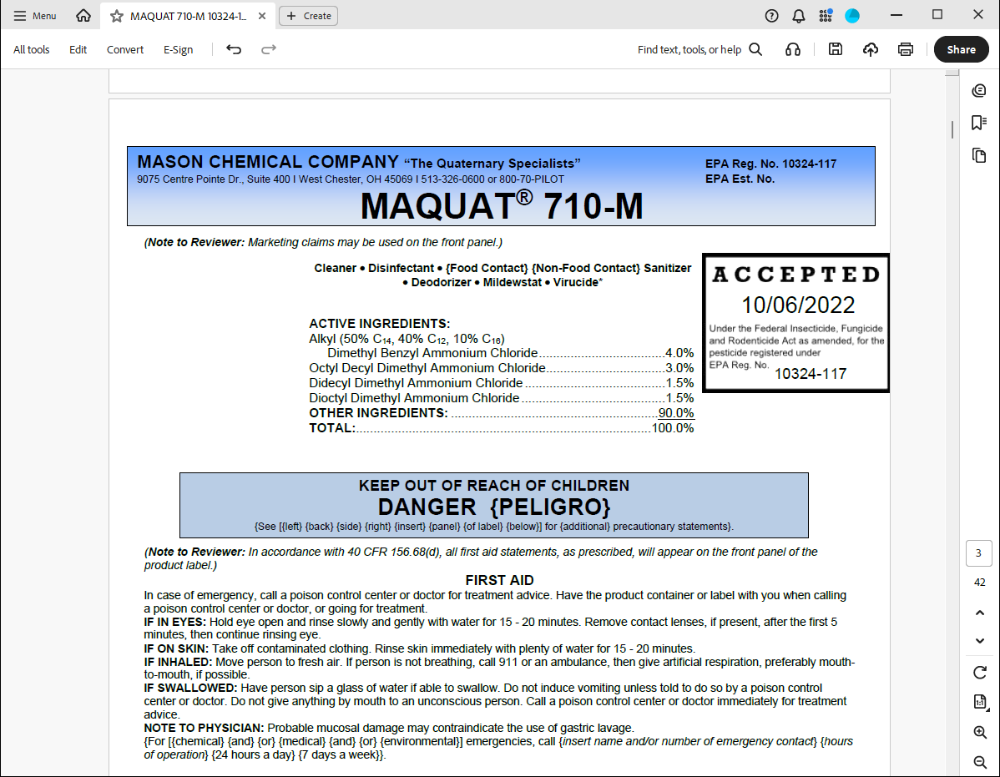 Menu
MAQUAT 710-M 10324-1...
Create
All tools
Edit
Convert
E-Sign
Find text, tools, or help
Share
MASON CHEMICAL COMPANY “The Quaternary Specialists”
EPA Reg. No. 10324-117
9075 Centre Pointe Dr., Suite 400 I West Chester, OH 45069 I 513-326-0600 or 800-70-PILOT
EPA Est. No.
MAQUAT® 710-M
(Note to Reviewer: Marketing claims may be used on the front panel.)
Cleaner • Disinfectant • {Food Contact} {Non-Food Contact} Sanitizer
• Deodorizer • Mildewstat • Virucide*
ACCEPTED
10/06/2022
Under the Federal Insecticide, Fungicide
and Rodenticide Act as amended, for the
pesticide registered under
EPA Reg. No. 10324-117
ACTIVE INGREDIENTS:
Alkyl (50% C₁₄, 40% C₁₂, 10% C₁₆)
Dimethyl Benzyl Ammonium Chloride....................................4.0%
Octyl Decyl Dimethyl Ammonium Chloride..................................3.0%
Didecyl Dimethyl Ammonium Chloride........................................1.5%
Dioctyl Dimethyl Ammonium Chloride.........................................1.5%
OTHER INGREDIENTS: ...........................................................90.0%
TOTAL:....................................................................................100.0%
KEEP OUT OF REACH OF CHILDREN
DANGER {PELIGRO}
{See [{left} {back} {side} {right} {insert} {panel} {of label} {below}] for {additional} precautionary statements}.
(Note to Reviewer: In accordance with 40 CFR 156.68(d), all first aid statements, as prescribed, will appear on the front panel of the
product label.)
FIRST AID
In case of emergency, call a poison control center or doctor for treatment advice. Have the product container or label with you when calling
a poison control center or doctor, or going for treatment.
IF IN EYES: Hold eye open and rinse slowly and gently with water for 15 - 20 minutes. Remove contact lenses, if present, after the first 5
minutes, then continue rinsing eye.
IF ON SKIN: Take off contaminated clothing. Rinse skin immediately with plenty of water for 15 - 20 minutes.
IF INHALED: Move person to fresh air. If person is not breathing, call 911 or an ambulance, then give artificial respiration, preferably mouth-
to-mouth, if possible.
IF SWALLOWED: Have person sip a glass of water if able to swallow. Do not induce vomiting unless told to do so by a poison control
center or doctor. Do not give anything by mouth to an unconscious person. Call a poison control center or doctor immediately for treatment
advice.
NOTE TO PHYSICIAN: Probable mucosal damage may contraindicate the use of gastric lavage.
{For [{chemical} {and} {or} {medical} {and} {or} {environmental}] emergencies, call {insert name and/or number of emergency contact} {hours
of operation} {24 hours a day} {7 days a week}}.
3
42
1:1